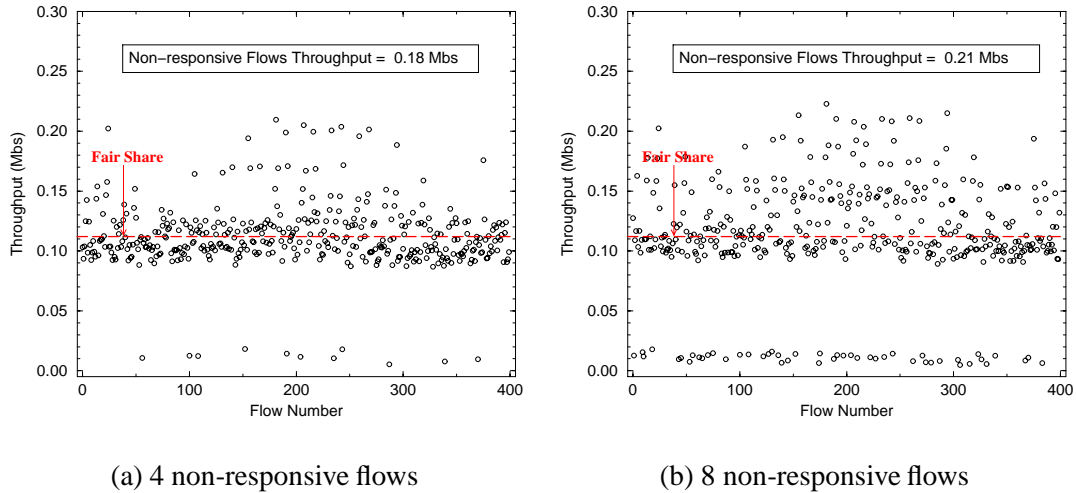 0.30
0.25
0.20
0.15
0.10
0.05
0.00
Throughput (Mbs)
Non−responsive Flows Throughput = 0.18 Mbs
Fair Share
0
100
200
300
400
Flow Number
(a) 4 non-responsive flows
0.30
0.25
0.20
0.15
0.10
0.05
0.00
Throughput (Mbs)
Non−responsive Flows Throughput = 0.21 Mbs
Fair Share
0
100
200
300
400
Flow Number
(b) 8 non-responsive flows